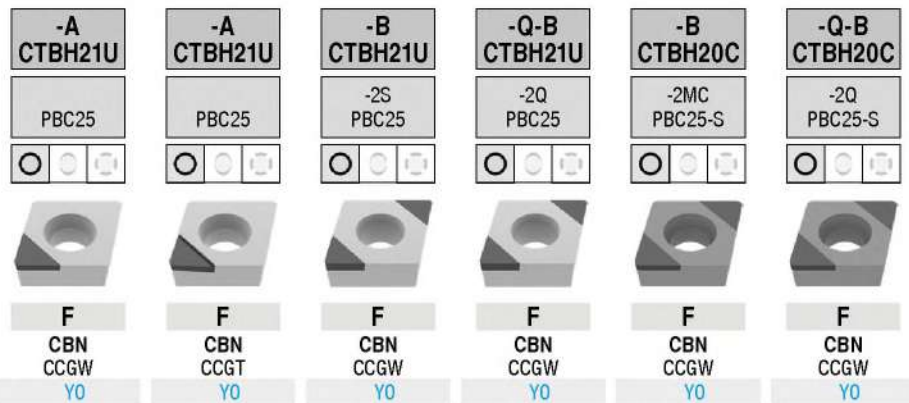 -A
CTBH21U
PBC25
F
CBN
CCGW
Y0
-A
CTBH21U
PBC25
F
CBN
CCGT
Y0
-B
CTBH21U
-2S
PBC25
F
CBN
CCGW
Y0
-Q-B
CTBH21U
-2Q
PBC25
F
CBN
CCGW
Y0
-B
CTBH20C
-2MC
PBC25-S
F
CBN
CCGW
Y0
-Q-B
CTBH20C
-2Q
PBC25-S
F
CBN
CCGW
Y0